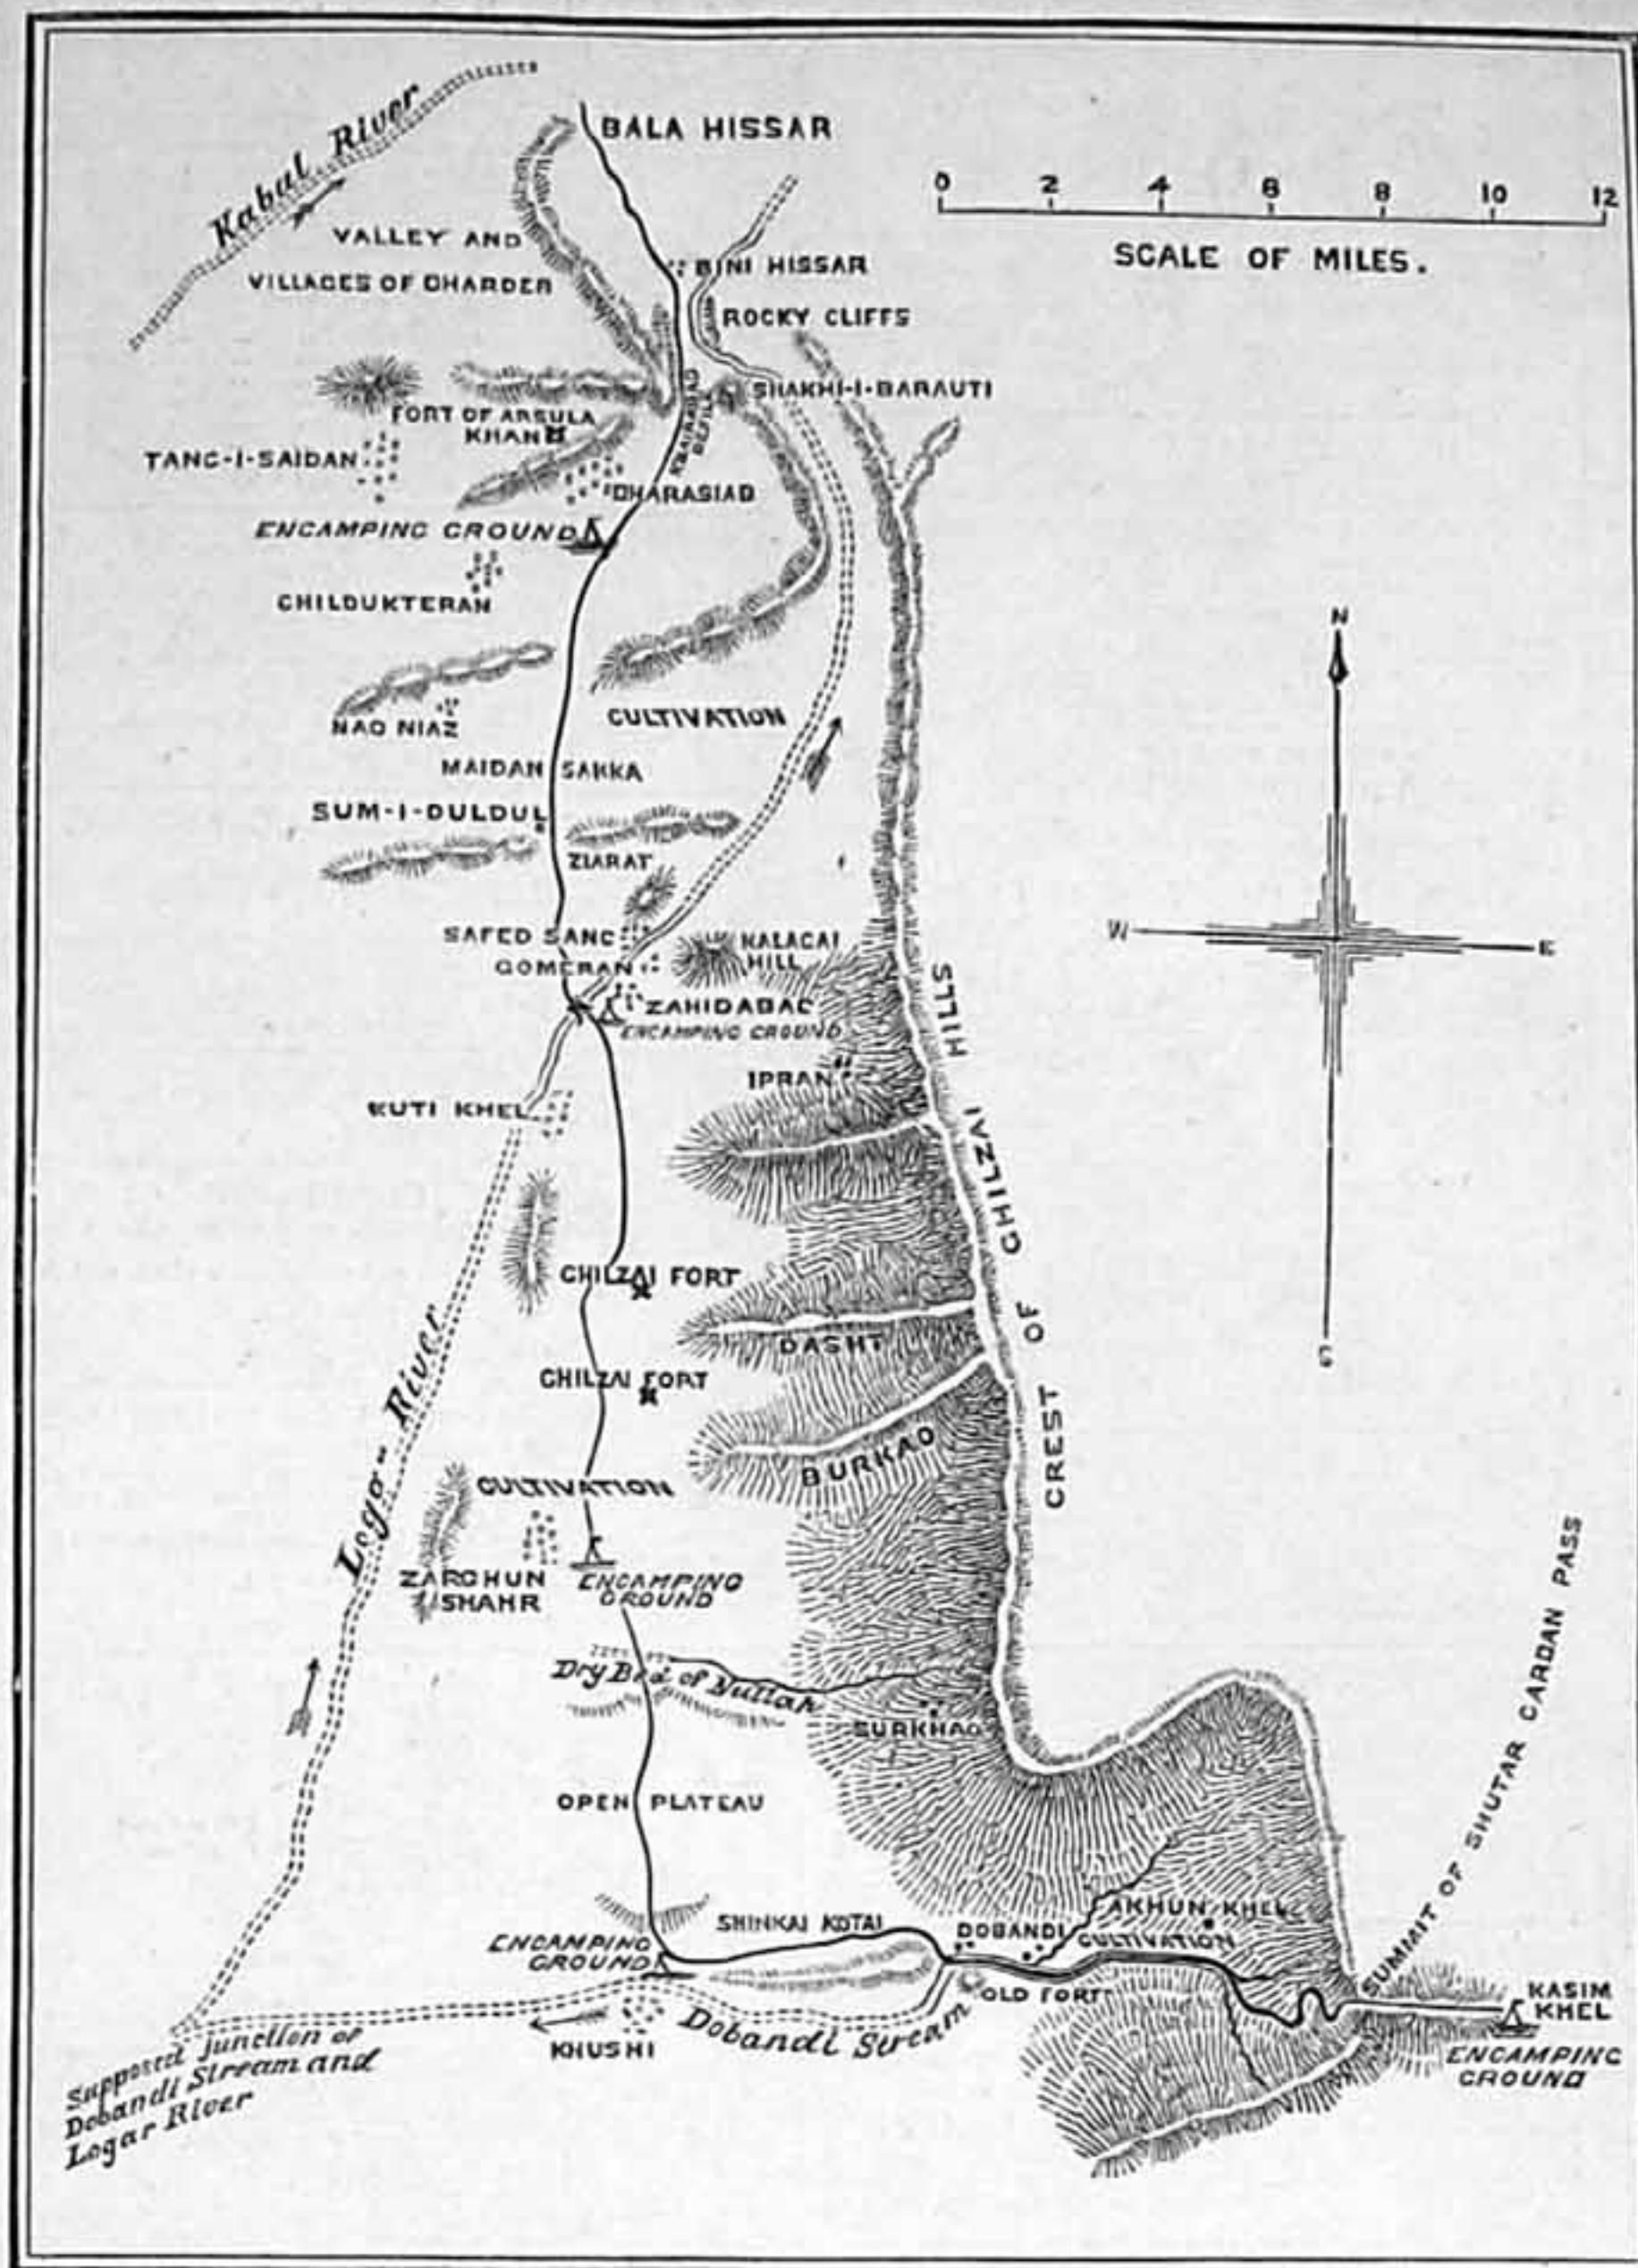 Kabul River
BALA HISSAR
0 2 4 6 8 10 12
SCALE OF MILES.
VALLEY AND
VILLAGES OF CHARDEH
BINI HISSAR
ROCKY CLIFFS
SHAKHI-I-BARAUTI
FORT OF ARSULA
KHAN
DEFILE
TANG-I-SAIDAN
CHARASIAB
ENCAMPING GROUND
CHILDUKTERAN
N
NAO NIAZ
CULTIVATION
MAIDAN SAKKA
SUM-I-DULDUL
ZIARAT
W
E
SAFED SANG
KALAGAI
HILL
GOMERAN
ZAHIDABAD
ENCAMPING GROUND
IPRAN
KUTI KHEL
CREST OF GHILZAI HILLS
GHILZAI FORT
DASHT
S
Logar River
GHILZAI FORT
BURKAO
CULTIVATION
ZARGHUN
SHAHR
ENCAMPING
GROUND
Dry Bed of Nullah
SURKHAO
SUMMIT OF SHUTAR GARDAN PASS
OPEN PLATEAU
SHINKAI KOTAI
DOBANDI
AKHUN KHEL
CULTIVATION
ENCAMPING
GROUND
OLD FORT
KASIM
KHEL
ENCAMPING
GROUND
KHUSHI
Dobandi Stream
Supposed junction of
Dobandi Stream and
Logar River